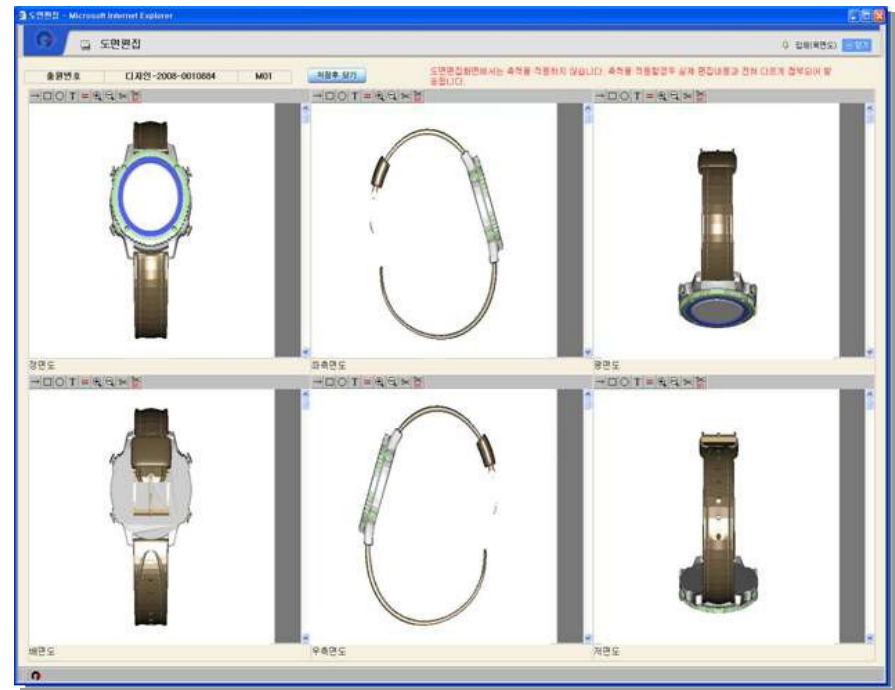 도면편집 - Microsoft Internet Explorer
도면편집
닫기
출원번호 디자인-2008-0010884 M01
저장후 닫기
도면편집화면에서는 축척을 적용하지 않습니다. 축척을 적용할경우 실제 편집내용과 전혀 다르게 첨부되어 발
송됩니다.
T
T
T
정면도
좌측면도
평면도
T
T
T
배면도
우측면도
저면도